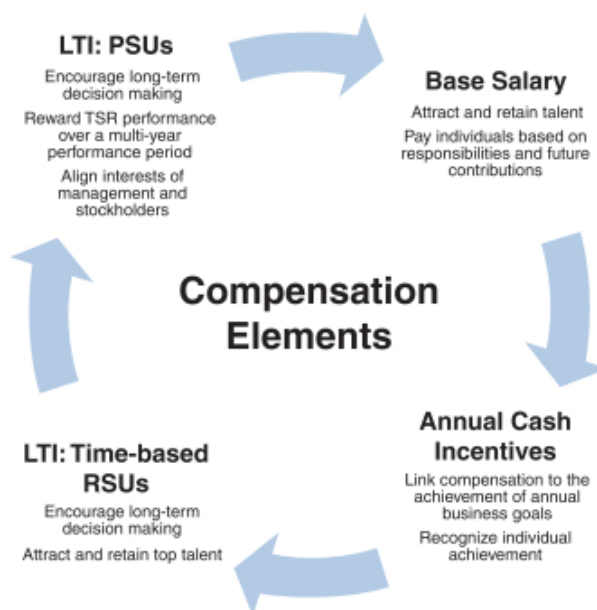 LTI: PSUs
Encourage long-term
decision making
Reward TSR performance
over a multi-year
performance period
Align interests of
management and
stockholders
Base Salary
Attract and retain talent
Pay individuals based on
responsibilities and future
contributions
Compensation
Elements
Annual Cash
Incentives
Link compensation to the
achievement of annual
business goals
Recognize individual
achievement
LTI: Time-based
RSUs
Encourage long-term
decision making
Attract and retain top talent